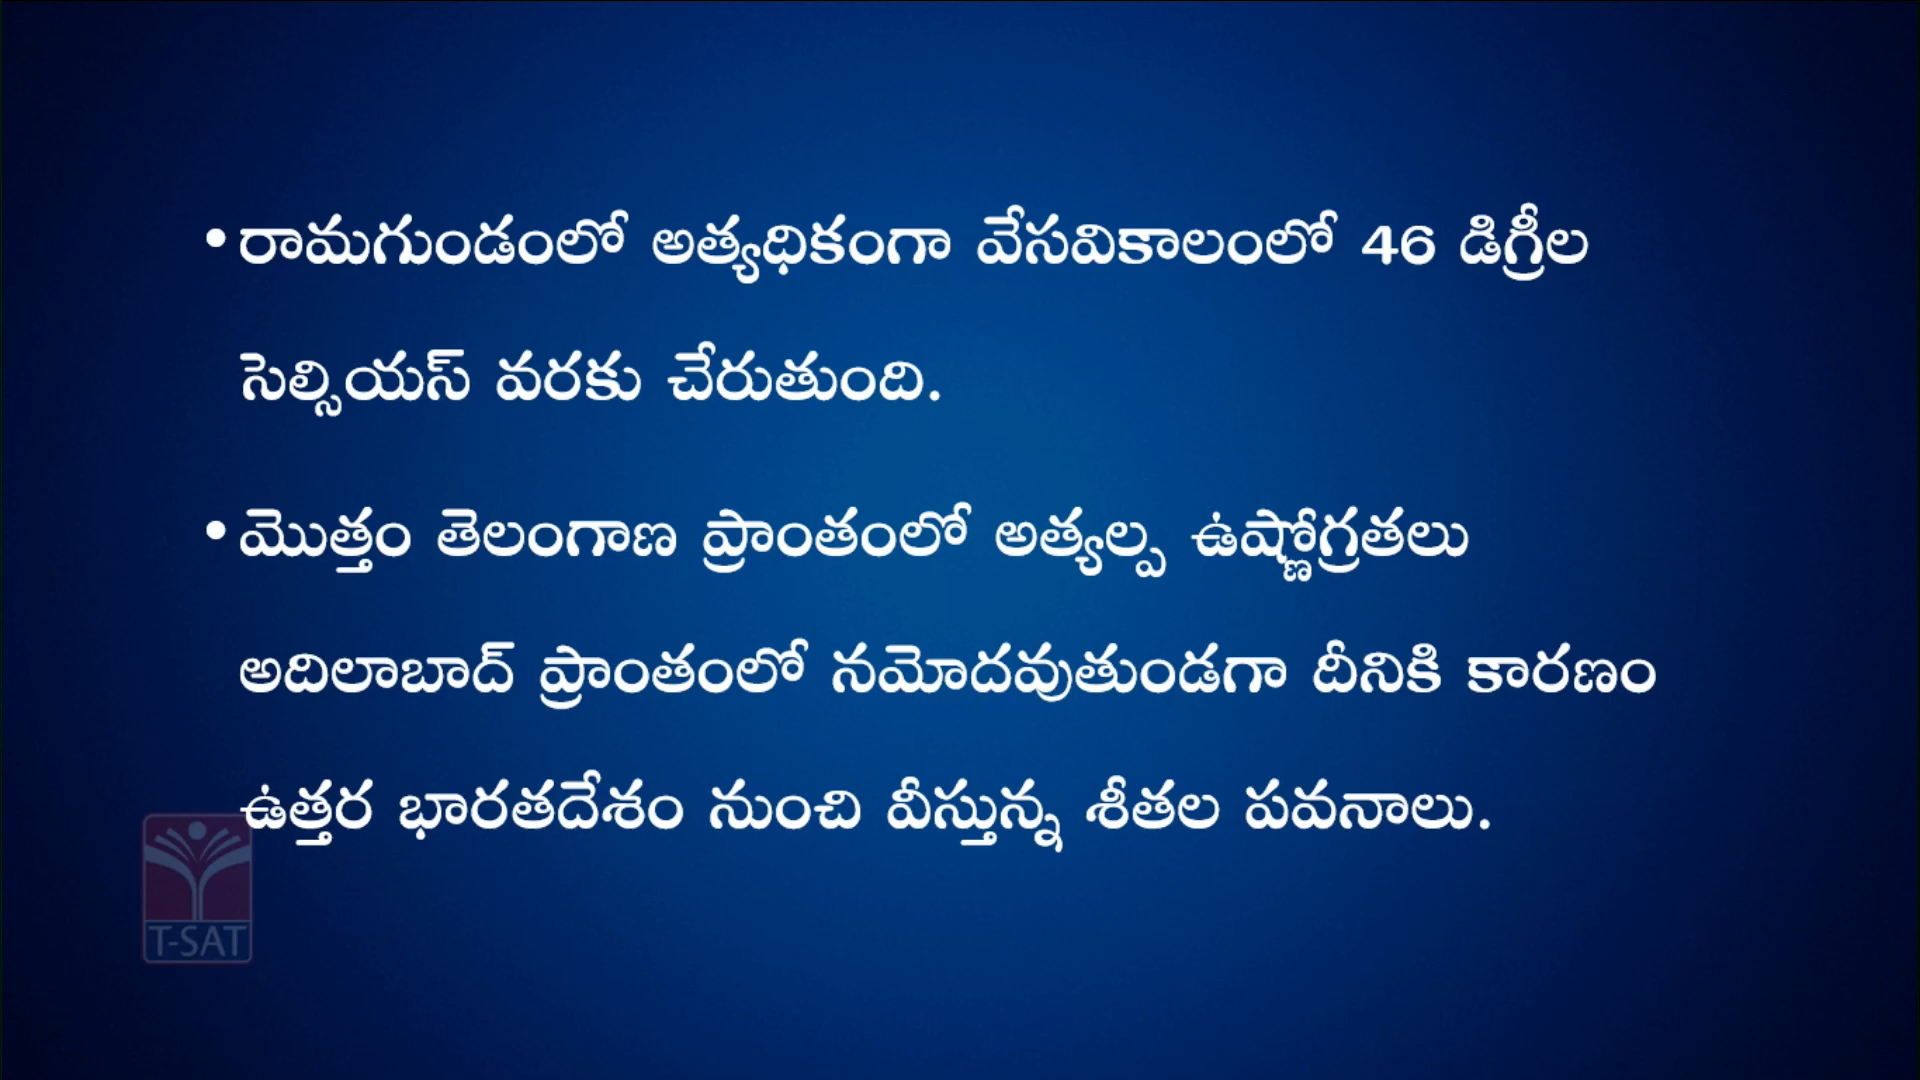 • రామగుండంలో అత్యధికంగా వేసవికాలంలో 46 డిగ్రీల
సెల్సియస్ వరకు చేరుతుంది.
• మొత్తం తెలంగాణ ప్రాంతంలో అత్యల్ప ఉష్ణోగ్రతలు
అదిలాబాద్ ప్రాంతంలో నమోదవుతుండగా దీనికి కారణం
ఉత్తర భారతదేశం నుంచి వీస్తున్న శీతల పవనాలు.
T-SAT